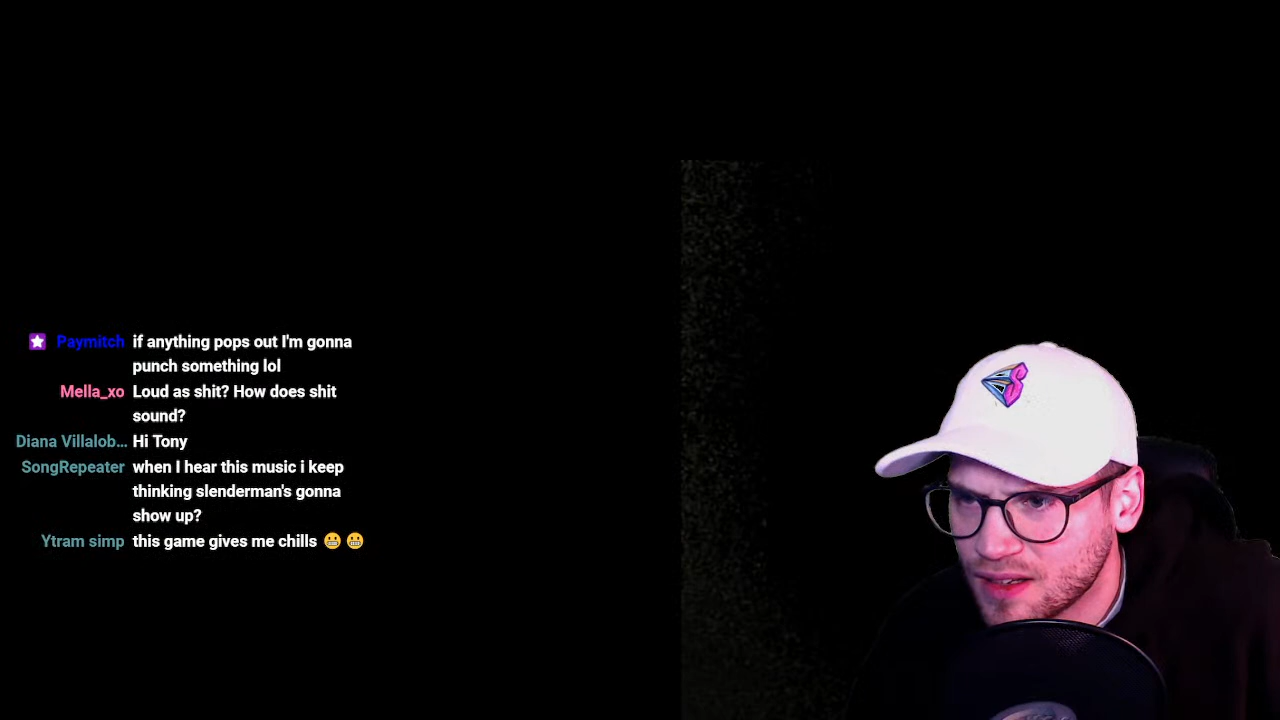 Paymitch if anything pops out I'm gonna
punch something lol
Mella_xo Loud as shit? How does shit
sound?
Diana Villalob... Hi Tony
SongRepeater when I hear this music i keep
thinking slenderman's gonna
show up?
Ytram simp this game gives me chills 😬 😬